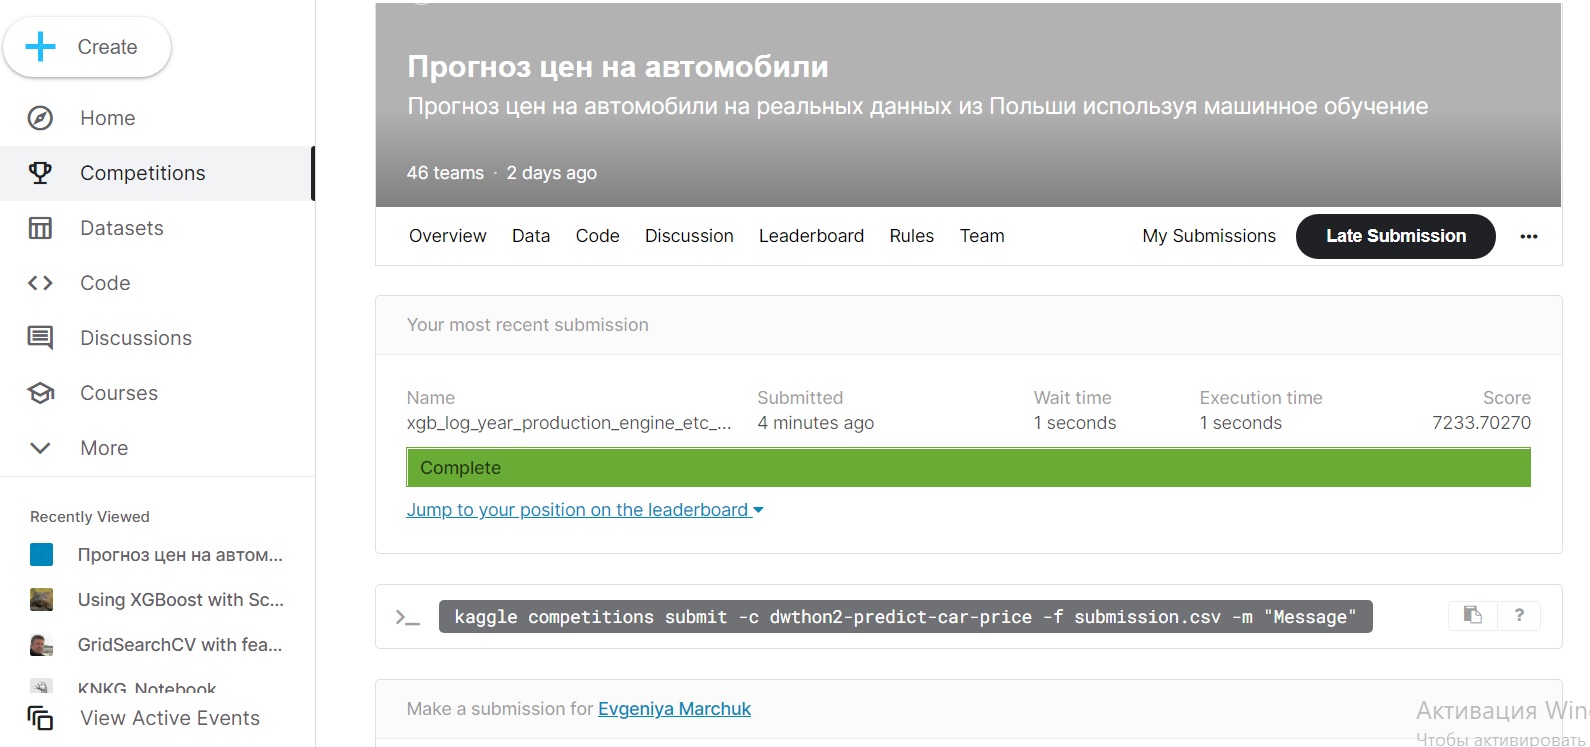 Create
Home
Competitions
Datasets
Code
Discussions
Courses
More
Recently Viewed
Прогноз цен на автом...
Using XGBoost with Sc...
GridSearchCV with fea...
KNKG_Notebook
View Active Events
Прогноз цен на автомобили
Прогноз цен на автомобили на реальных данных из Польши используя машинное обучение
46 teams · 2 days ago
Overview Data Code Discussion Leaderboard Rules Team My Submissions Late Submission
Your most recent submission
Name Submitted Wait time Execution time Score
xgb_log_year_production_engine_etc_... 4 minutes ago 1 seconds 1 seconds 7233.70270
Complete
Jump to your position on the leaderboard
kaggle competitions submit -c dwthon2-predict-car-price -f submission.csv -m "Message" ?
Make a submission for Evgeniya Marchuk
Активация Win
Чтобы активировать